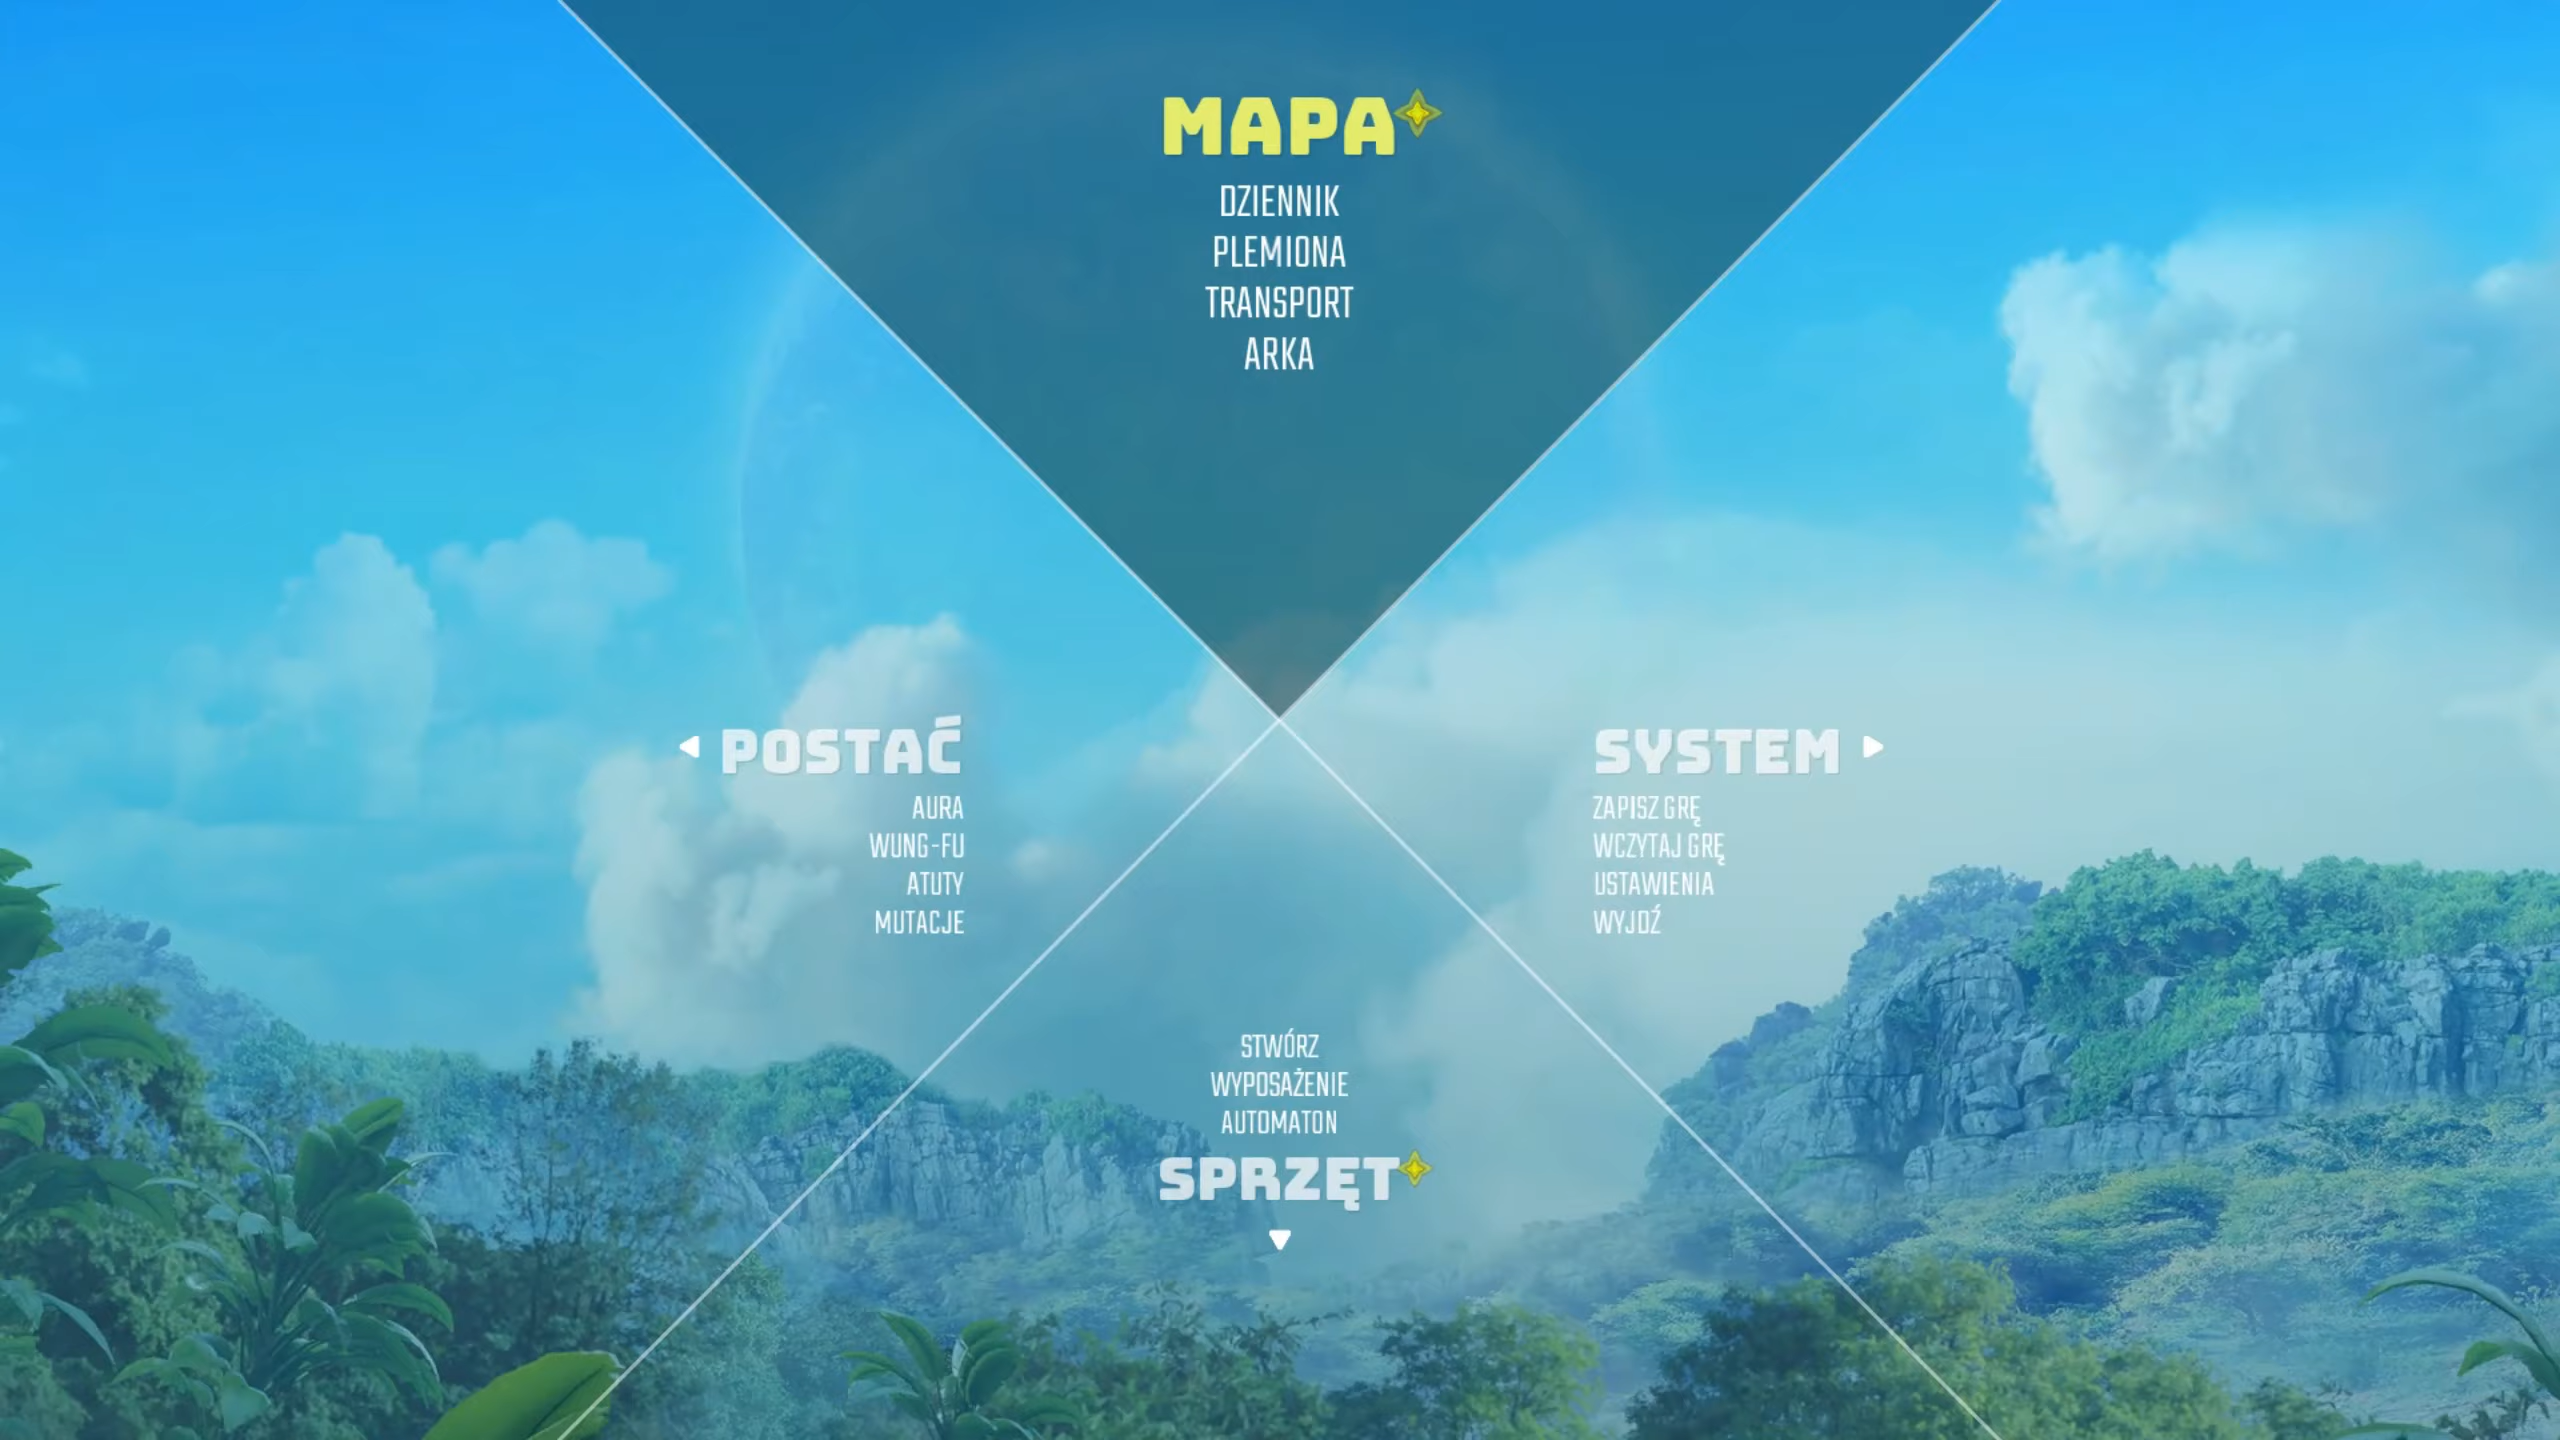 MAPA
DZIENNIK
PLEMIONA
TRANSPORT
ARKA
POSTAĆ
AURA
WUNG-FU
ATUTY
MUTACJE
SYSTEM
ZAPISZ GRĘ
WCZYTAJ GRĘ
USTAWIENIA
WYJDŹ
STWÓRZ
WYPOSAŻENIE
AUTOMATON
SPRZĘT